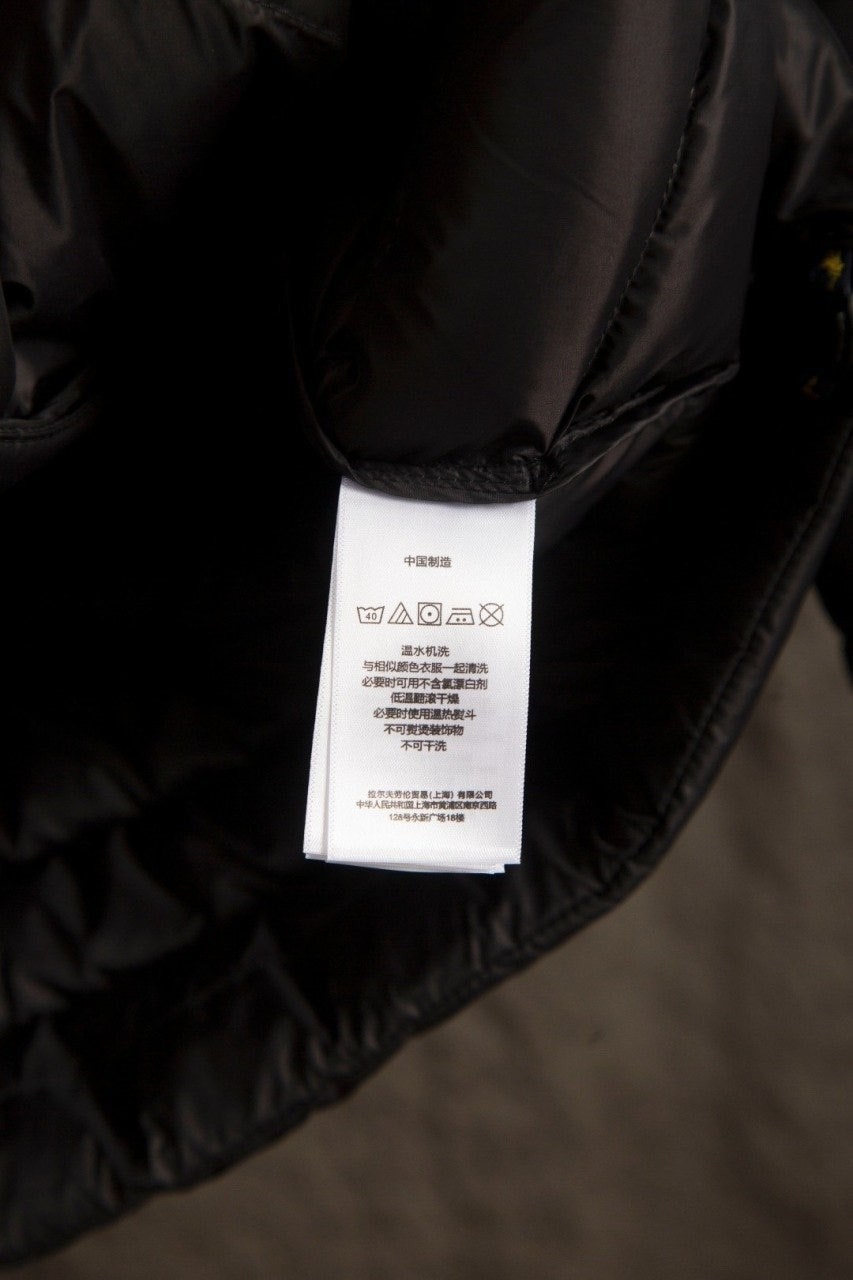 中国制造
40
温水机洗
与相似颜色衣服一起清洗
必要时可用不含氯漂白剂
低温翻滚干燥
必要时使用温热熨斗
不可熨烫装饰物
不可干洗
拉尔夫劳伦贸易(上海)有限公司
中华人民共和国上海市黄浦区南京西路
128号永新广场18楼